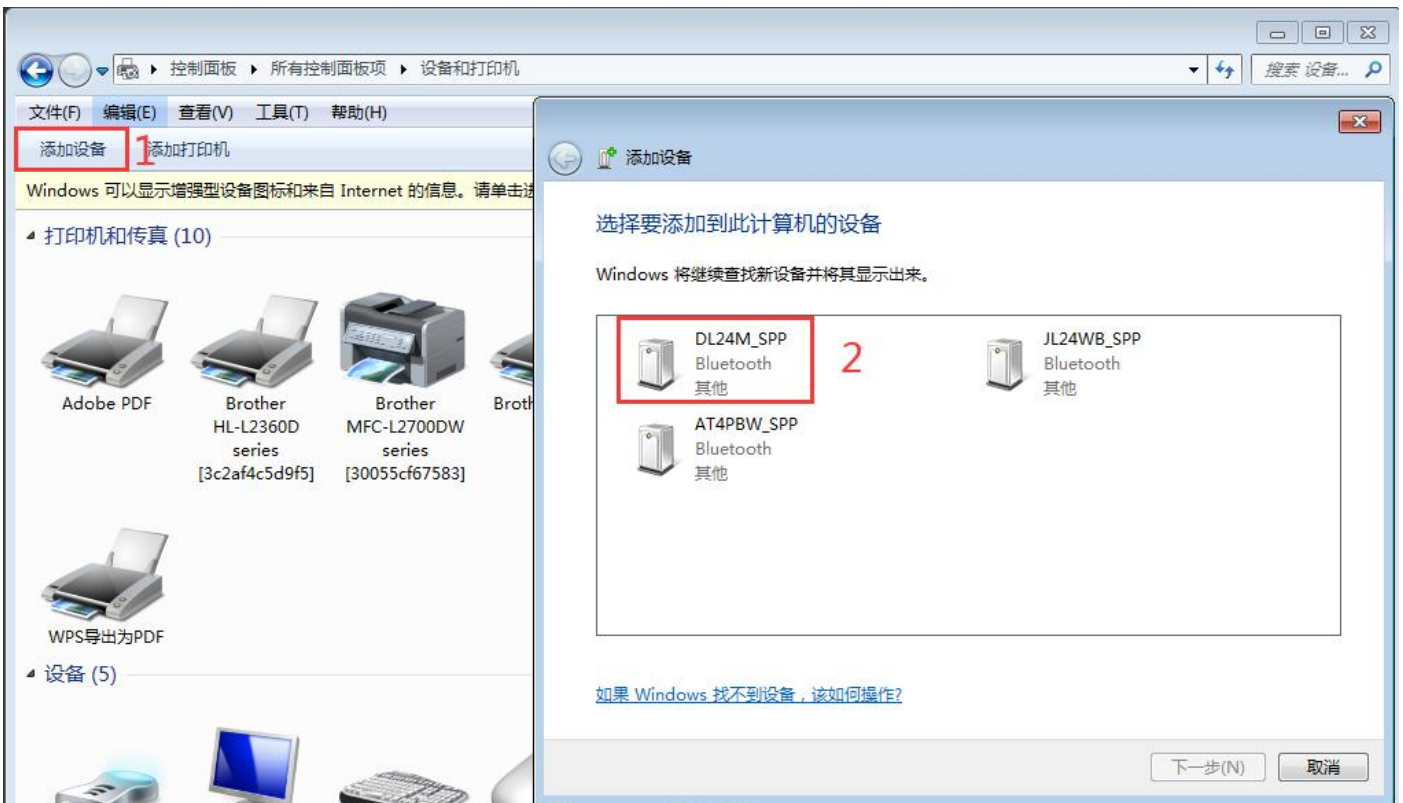 控制面板 所有控制面板项 设备和打印机
搜索 设备...
文件(F) 编辑(E) 查看(V) 工具(T) 帮助(H)
添加设备 1 添加打印机
Windows 可以显示增强型设备图标和来自 Internet 的信息。请单击进
打印机和传真 (10)
Adobe PDF
Brother
HL-L2360D
series
[3c2af4c5d9f5]
Brother
MFC-L2700DW
series
[30055cf67583]
WPS导出为PDF
设备 (5)
添加设备
选择要添加到此计算机的设备
Windows 将继续查找新设备并将其显示出来。
DL24M_SPP
Bluetooth
其他
2
JL24WB_SPP
Bluetooth
其他
AT4PBW_SPP
Bluetooth
其他
如果 Windows 找不到设备，该如何操作?
下一步(N) 取消